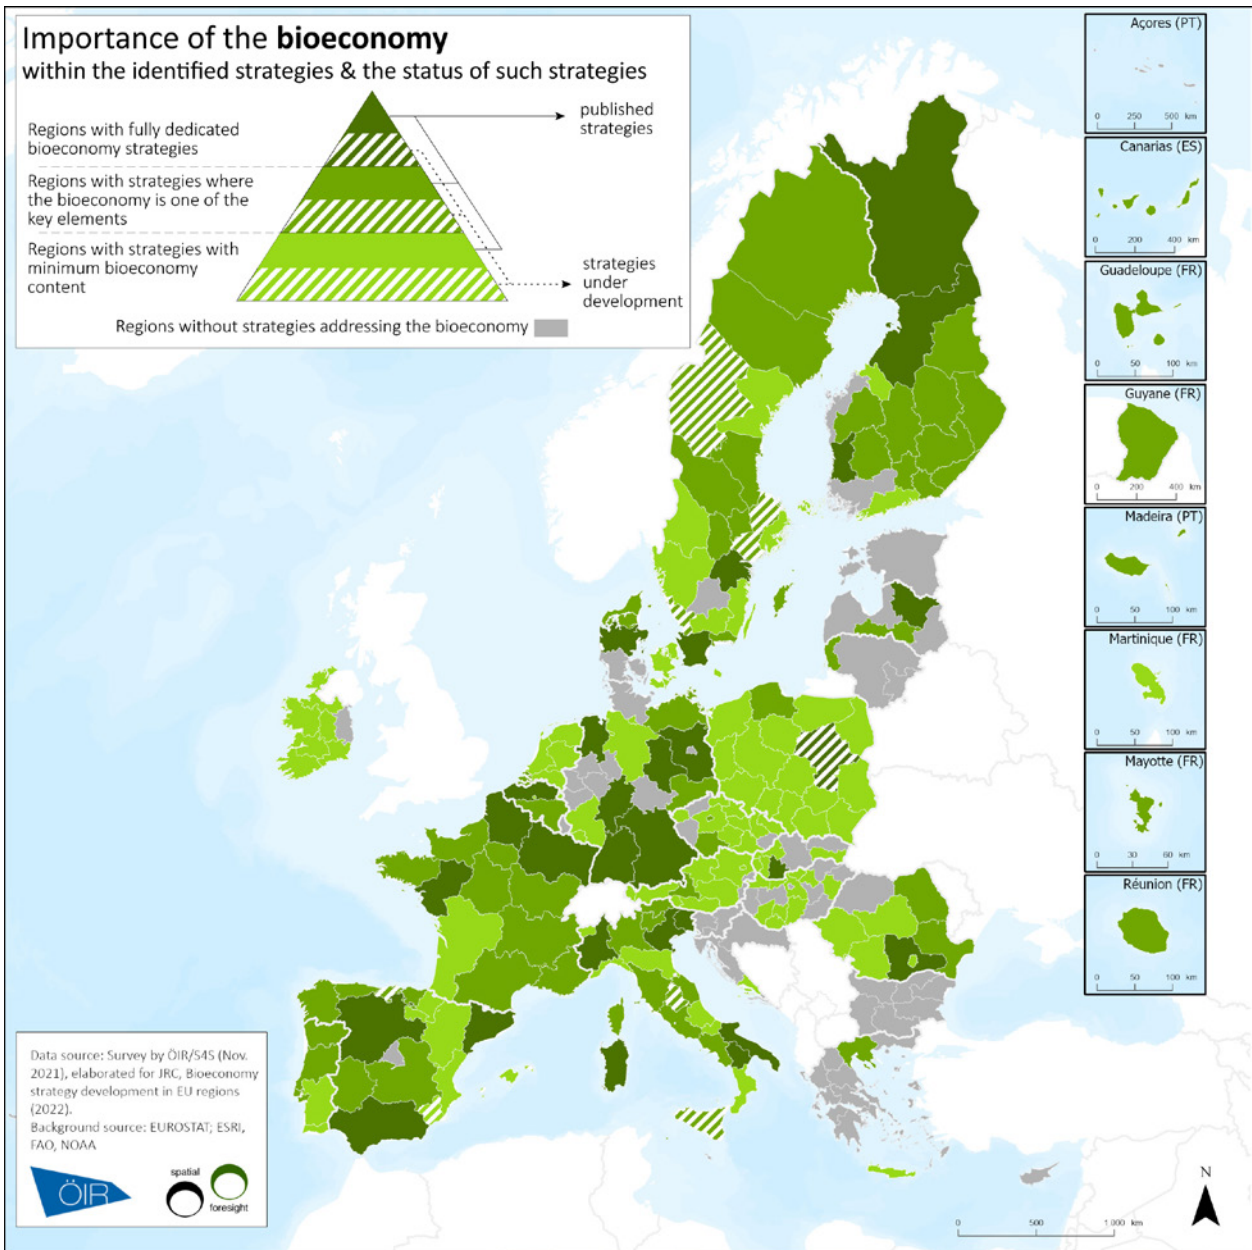 Importance of the bioeconomy
within the identified strategies & the status of such strategies
Regions with fully dedicated
bioeconomy strategies
Regions with strategies where
the bioeconomy is one of the
key elements
Regions with strategies with
minimum bioeconomy
content
published
strategies
strategies
under
development
Regions without strategies addressing the bioeconomy
Açores (PT)
0 250 500 km
Canarias (ES)
0 200 400 km
Guadeloupe (FR)
0 50 100 km
Guyane (FR)
0 200 400 km
Madeira (PT)
0 50 100 km
Martinique (FR)
0 50 100 km
Mayotte (FR)
0 30 60 km
Réunion (FR)
0 50 100 km
Data source: Survey by ÖIR/S4S (Nov.
2021), elaborated for JRC, Bioeconomy
strategy development in EU regions
(2022).
Background source: EUROSTAT; ESRI,
FAO, NOAA
ÖIR
spatial
foresight
N
0 500 1 000 km